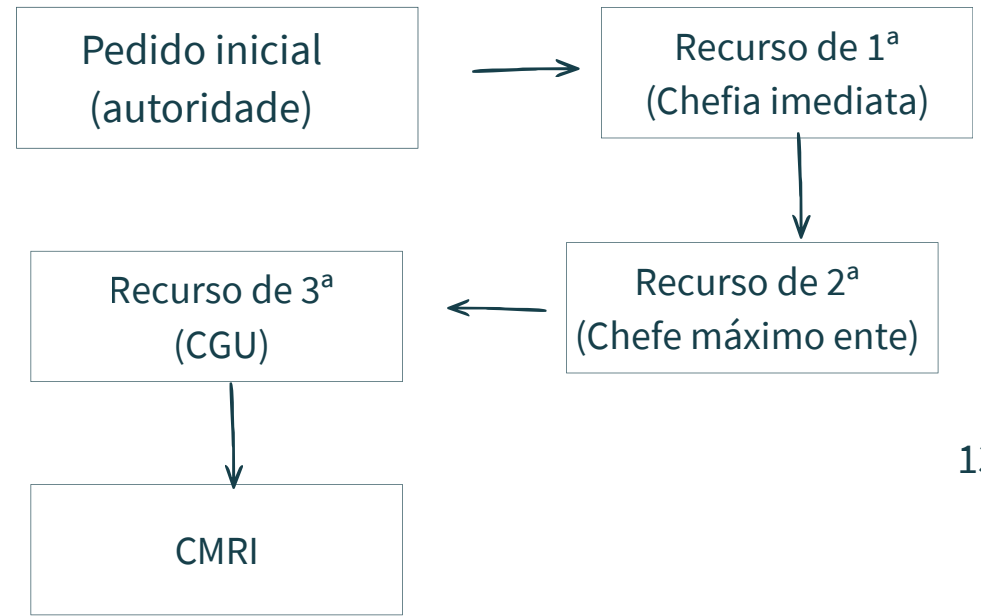 Pedido inicial
(autoridade)
Recurso de 1ª
(Chefia imediata)
Recurso de 2ª
(Chefe máximo ente)
Recurso de 3ª
(CGU)
CMRI